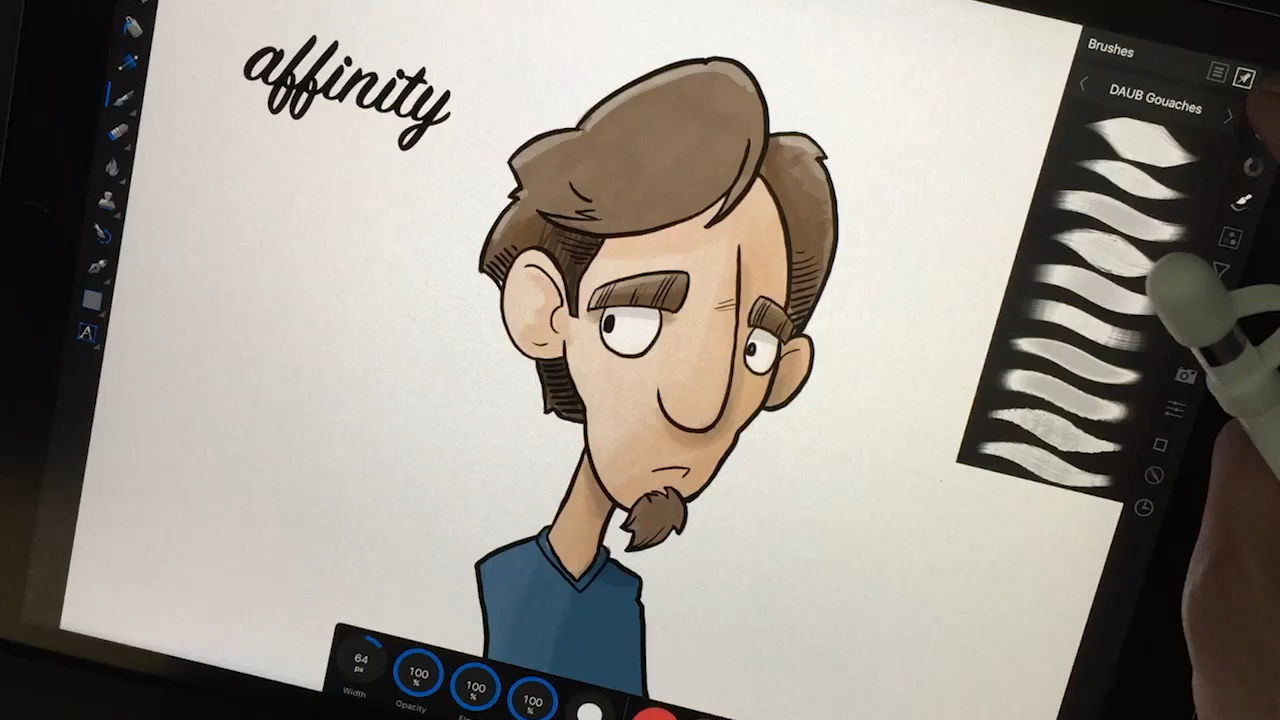 affinity
Brushes
DAUB Gouaches
A
64
px
Width
100
%
Opacity
100
%
100
%